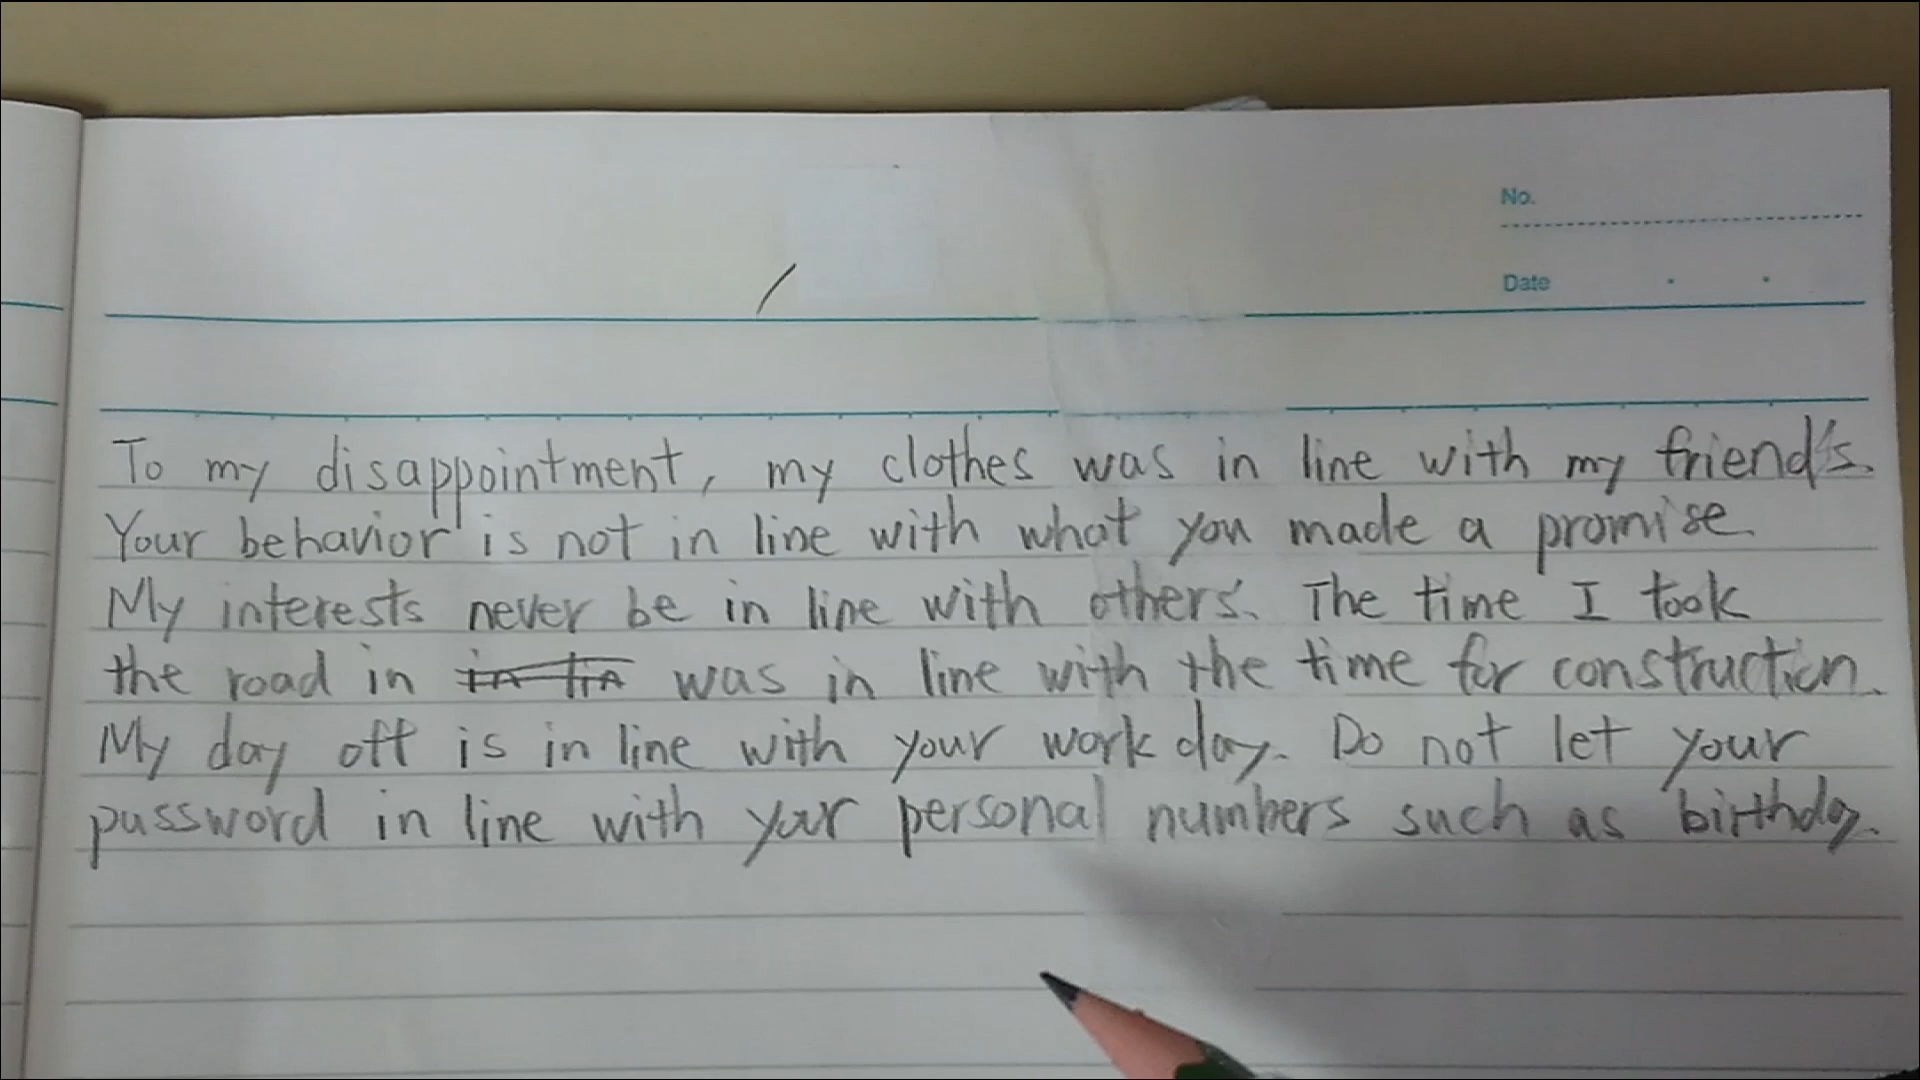 No.
Date
To my disappointment, my clothes was in line with my friend's.
Your behavior is not in line with what you made a promise.
My interests never be in line with others. The time I took
the road in was in line with the time for construction.
My day off is in line with your work day. Do not let your
password in line with your personal numbers such as birthday.